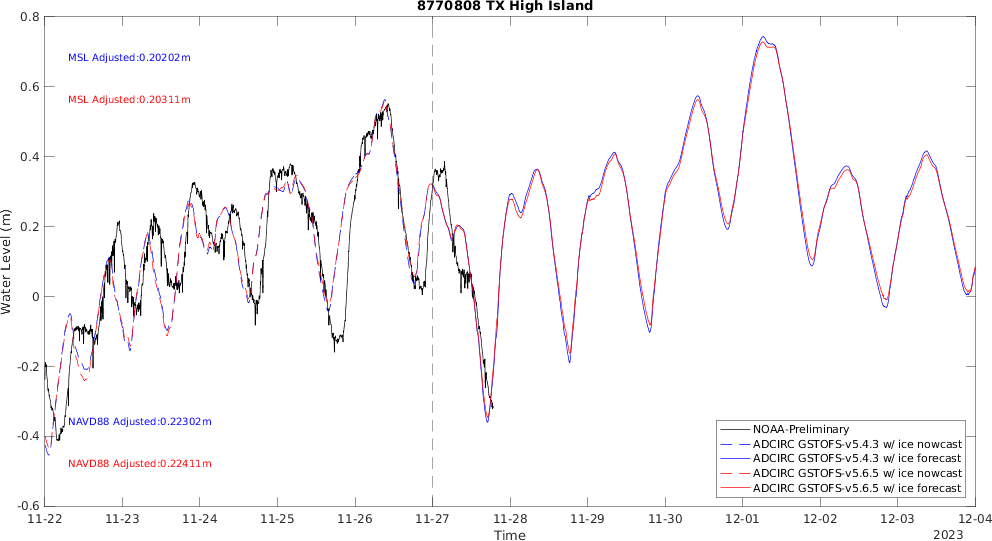 8770808 TX High Island
0.8
0.6
0.4
0.2
0
-0.2
-0.4
-0.6
Water Level (m)
MSL Adjusted:0.20202m
MSL Adjusted:0.20311m
NAVD88 Adjusted:0.22302m
NAVD88 Adjusted:0.22411m
NOAA-Preliminary
ADCIRC GSTOFS-v5.4.3 w/ ice nowcast
ADCIRC GSTOFS-v5.4.3 w/ ice forecast
ADCIRC GSTOFS-v5.6.5 w/ ice nowcast
ADCIRC GSTOFS-v5.6.5 w/ ice forecast
11-22 11-23 11-24 11-25 11-26 11-27 11-28 11-29 11-30 12-01 12-02 12-03 12-04
Time
2023